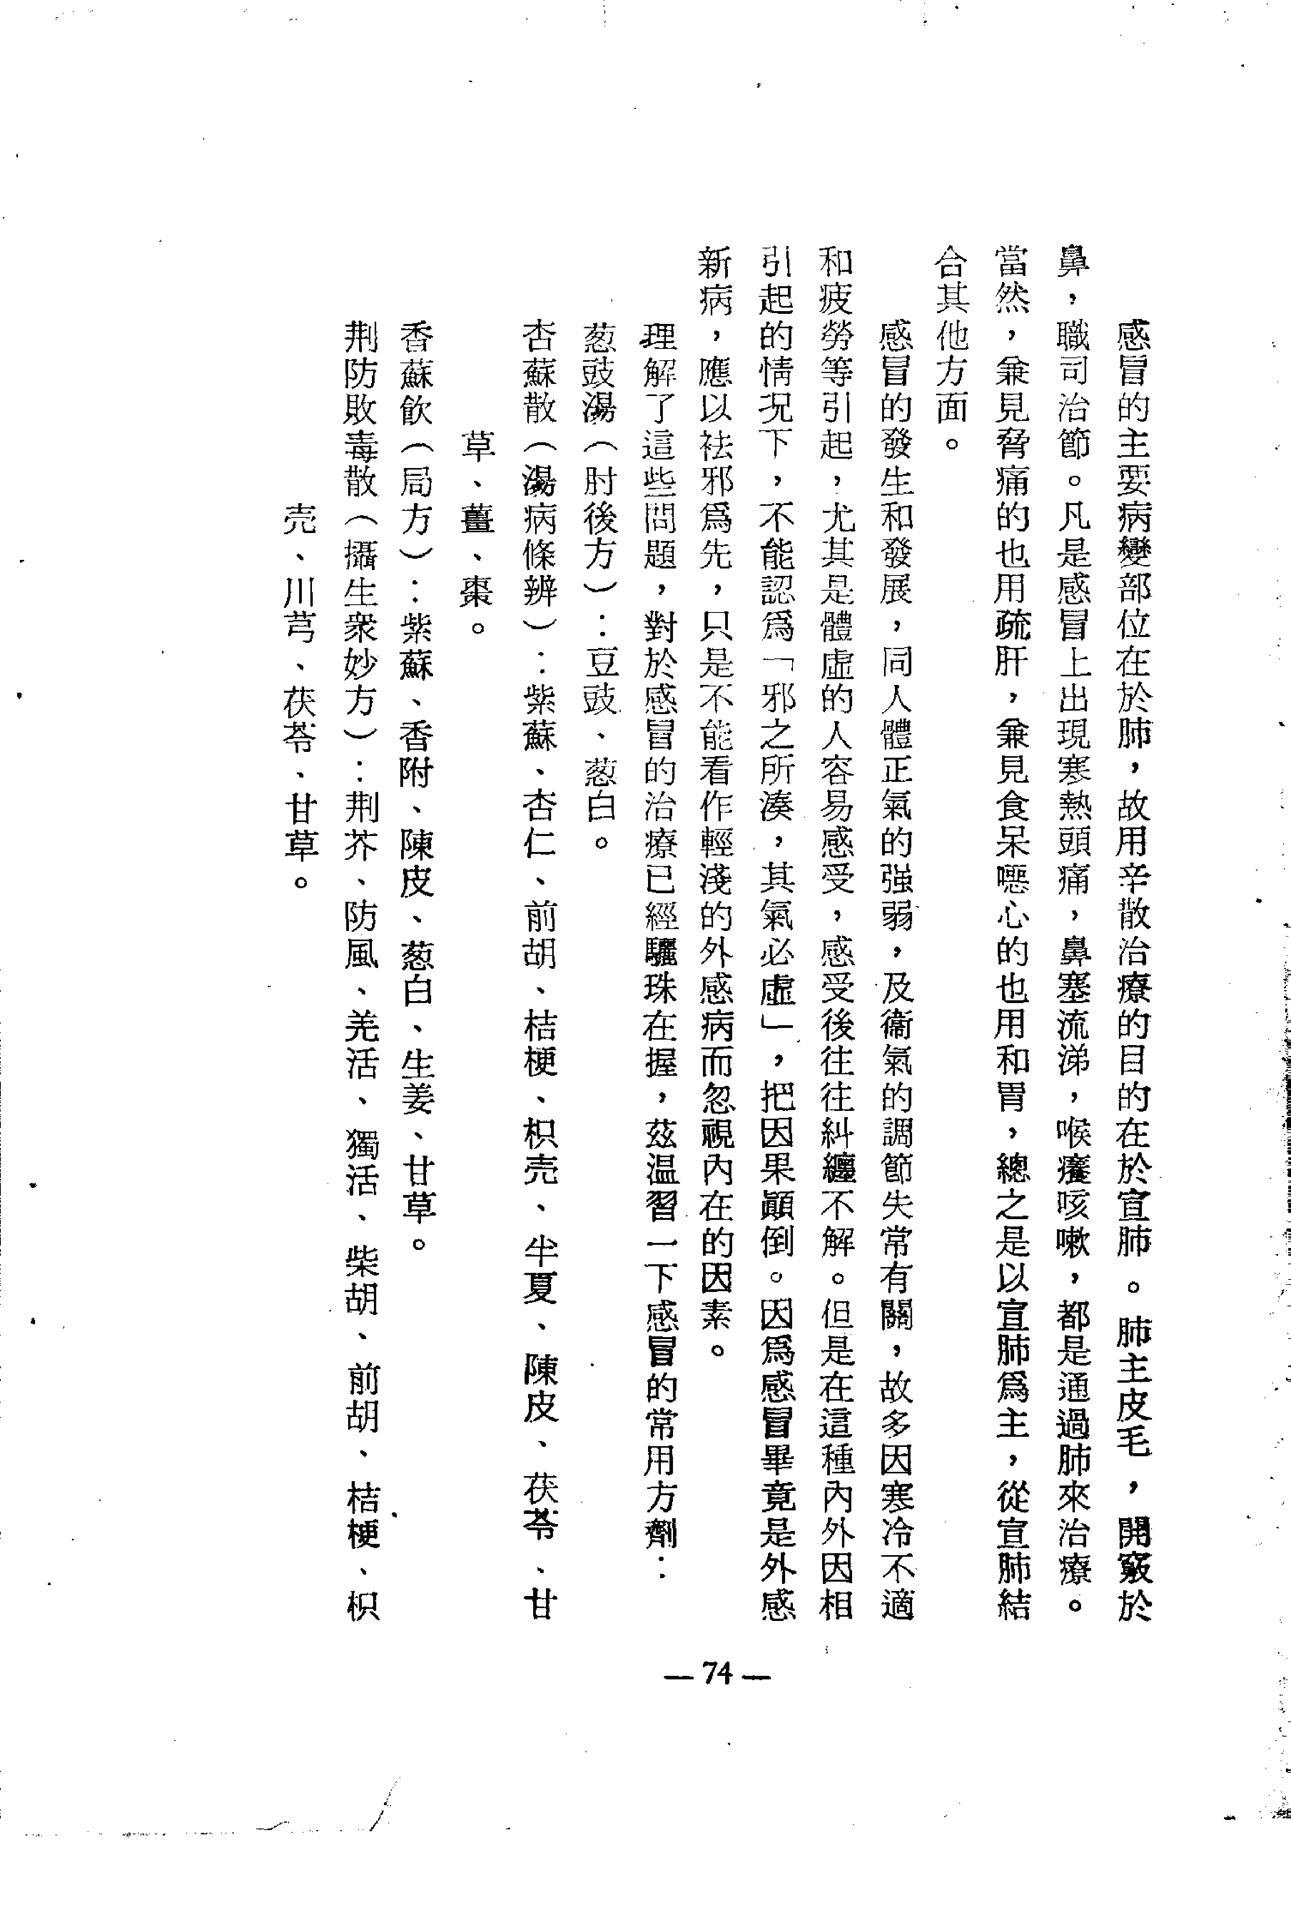 感冒的主要病變部位在於肺，故用辛散治療的目的在於宣肺。肺主皮毛，開竅於
鼻，職司治節。凡是感冒上出現寒熱頭痛，鼻塞流涕，喉癢咳嗽，都是通過肺來治療。
當然，兼見脅痛的也用疏肝，兼見食呆噁心的也用和胃，總之是以宣肺爲主，從宣肺結
合其他方面。
感冒的發生和發展，同人體正氣的强弱，及衞氣的調節失常有關，故多因寒冷不適
和疲勞等引起，尤其是體虛的人容易感受，感受後往往糾纏不解。但是在這種內外因相
引起的情況下，不能認爲「邪之所湊，其氣必虛」，把因果顚倒。因爲感冒畢竟是外感
新病，應以祛邪爲先，只是不能看作輕淺的外感病而忽視內在的因素。
理解了這些問題，對於感冒的治療已經驪珠在握，茲温習一下感冒的常用方劑：
葱豉湯（肘後方）：豆豉、葱白。
杏蘇散（湯病條辨）：紫蘇、杏仁、前胡、桔梗、枳壳、半夏、陳皮、茯苓、甘
草、薑、棗。
香蘇飮（局方）：紫蘇、香附、陳皮、葱白、生姜、甘草。
荆防敗毒散（攝生衆妙方）：荆芥、防風、羌活、獨活、柴胡、前胡、桔梗、枳
壳、川芎、茯苓、甘草。
— 74 —